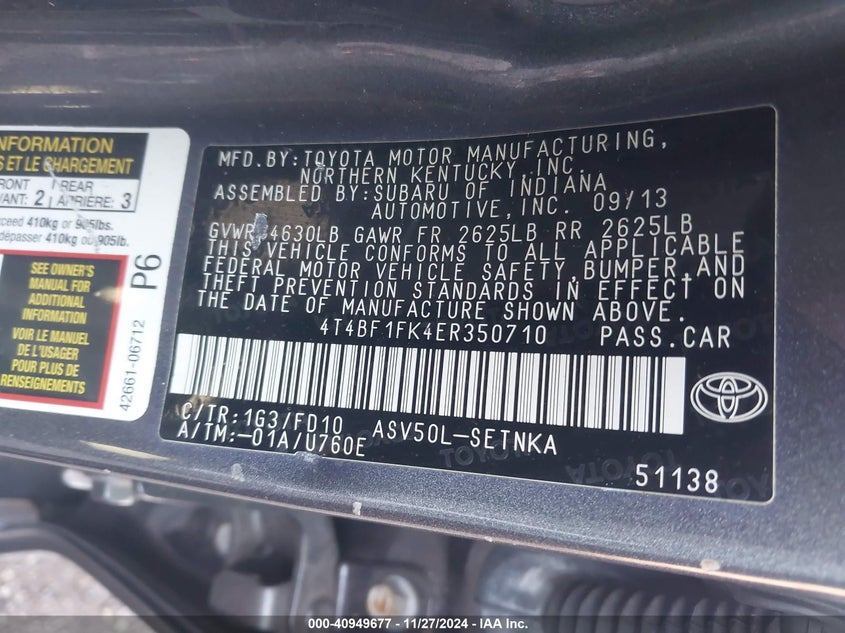 INFORMATION
S ET LE CHARGEMENT
FRONT 2 REAR 3
VANT: ARRIÈRE:
xceed 410kg or 905lbs.
dépasser 410kg ou 905lb.
SEE OWNER'S
MANUAL FOR
ADDITIONAL
INFORMATION
VOIR LE MANUEL
DE L'USAGER
POUR PLUS DE
RENSEIGNEMENTS
P6
42661-06712
MFD.BY:TOYOTA MOTOR MANUFACTURING,
NORTHERN KENTUCKY,INC.
ASSEMBLED BY:SUBARU OF INDIANA
AUTOMOTIVE,INC. 09/13
GVWR 4630LB GAWR FR 2625LB RR 2625LB
THIS VEHICLE CONFORMS TO ALL APPLICABLE
FEDERAL MOTOR VEHICLE SAFETY,BUMPER,AND
THEFT PREVENTION STANDARDS IN EFFECT ON
THE DATE OF MANUFACTURE SHOWN ABOVE.
4T4BF1FK4ER350710 PASS.CAR
C/TR:1G3/FD10 ASV50L-SETNKA
A/TM:-01A/U760E
51138
TOYOTA
000-40949677 - 11/27/2024 - IAA Inc.